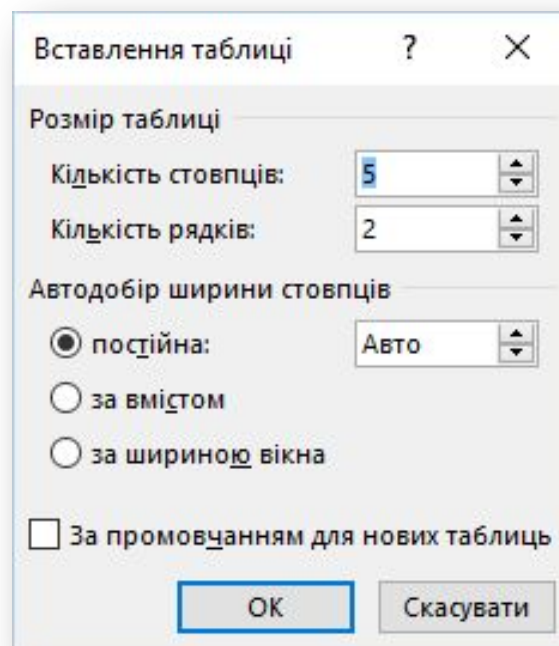 Вставлення таблиці ? ×
Розмір таблиці
Кількість стовпців: 5
Кількість рядків: 2
Автодобір ширини стовпців
постійна: Авто
за вмістом
за шириною вікна
За промовчанням для нових таблиць
ОК Скасувати